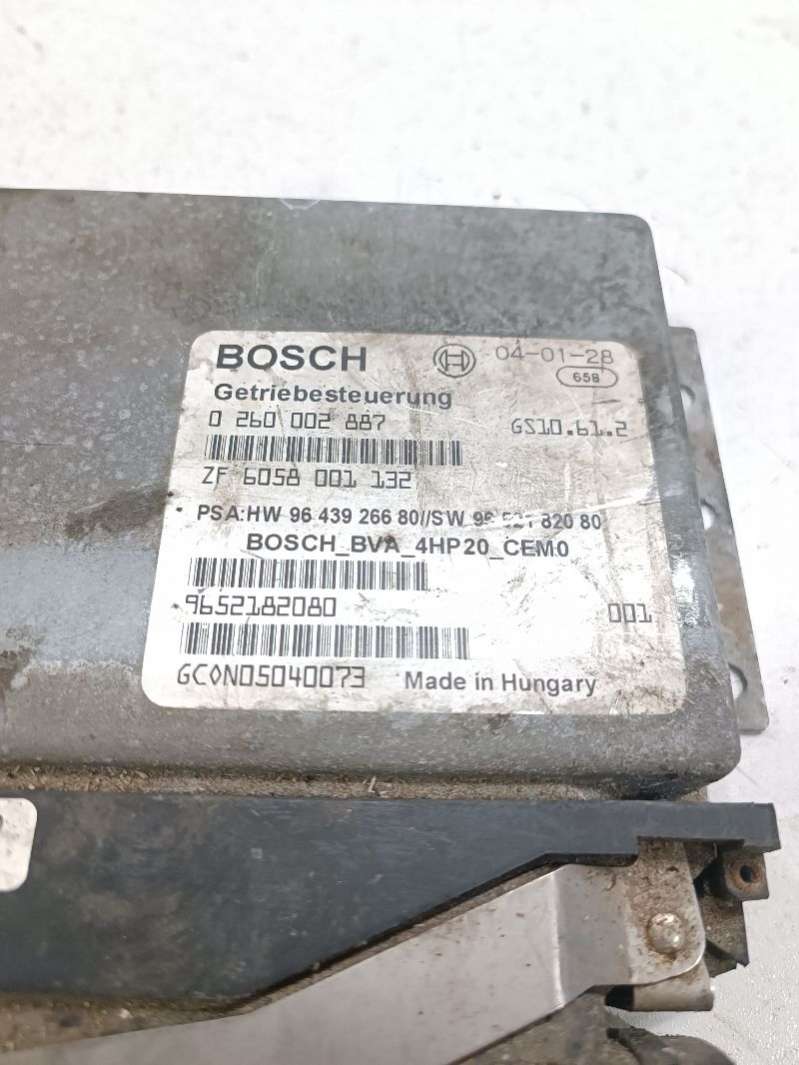 BOSCH 04-01-28
658
Getriebesteuerung
0 260 002 887 GS10.61.2
ZF 6058 001 132
PSA:HW 96 439 266 80//SW 96 820 80
BOSCH_BVA_4HP20_CEM0
9652182080 001
GC0N05040073 Made in Hungary